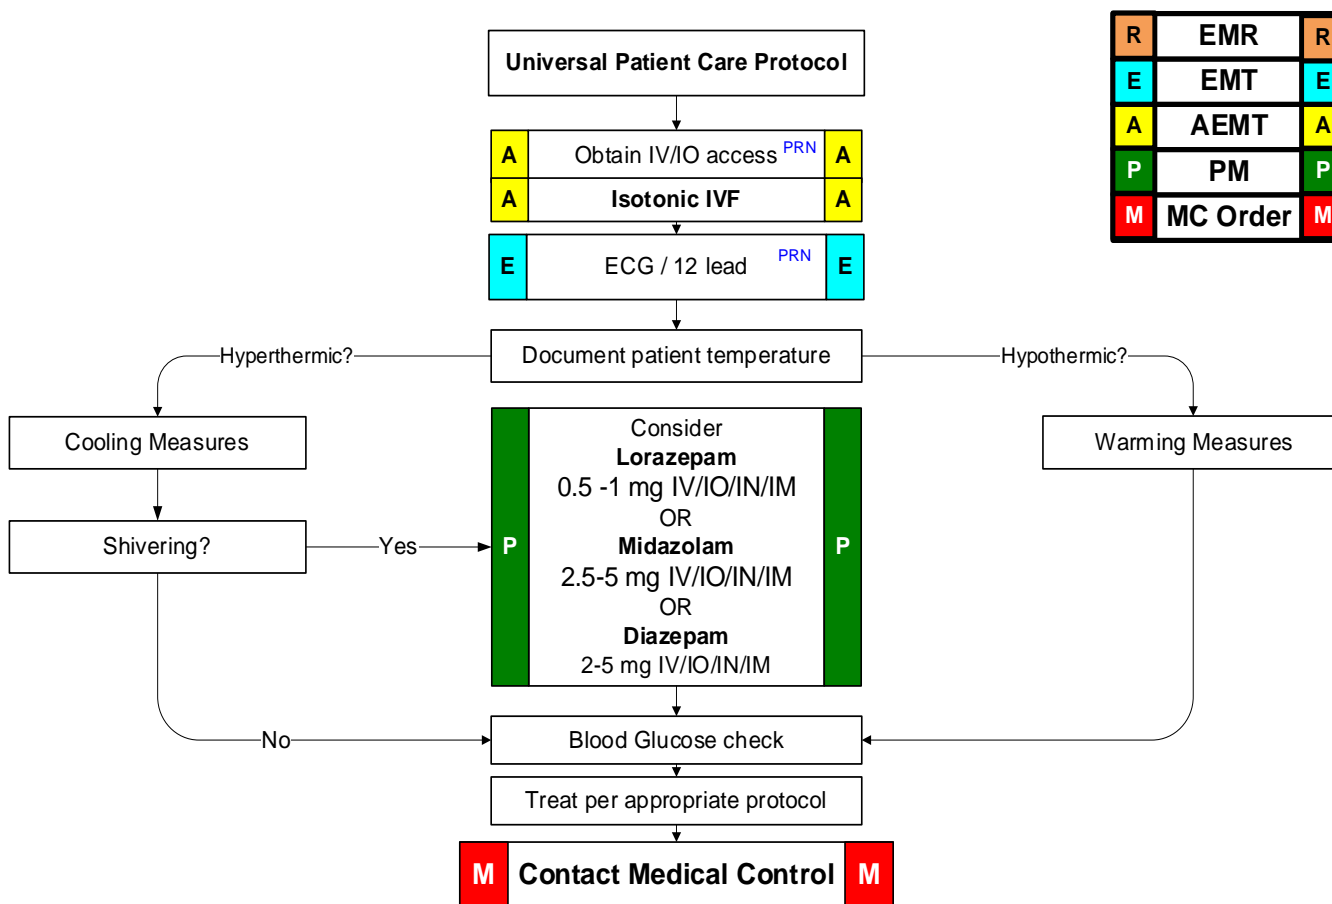 Universal Patient Care Protocol
R EMR R
E EMT E
A AEMT A
P PM P
M MC Order M
A Obtain IV/IO access PRN A
A Isotonic IVF A
E ECG / 12 lead PRN E
Hyperthermic?
Document patient temperature
Hypothermic?
Cooling Measures
Warming Measures
Shivering?
Yes
P
Consider
Lorazepam
0.5 -1 mg IV/IO/IN/IM
OR
Midazolam
2.5-5 mg IV/IO/IN/IM
OR
Diazepam
2-5 mg IV/IO/IN/IM
P
No
Blood Glucose check
Treat per appropriate protocol
M Contact Medical Control M